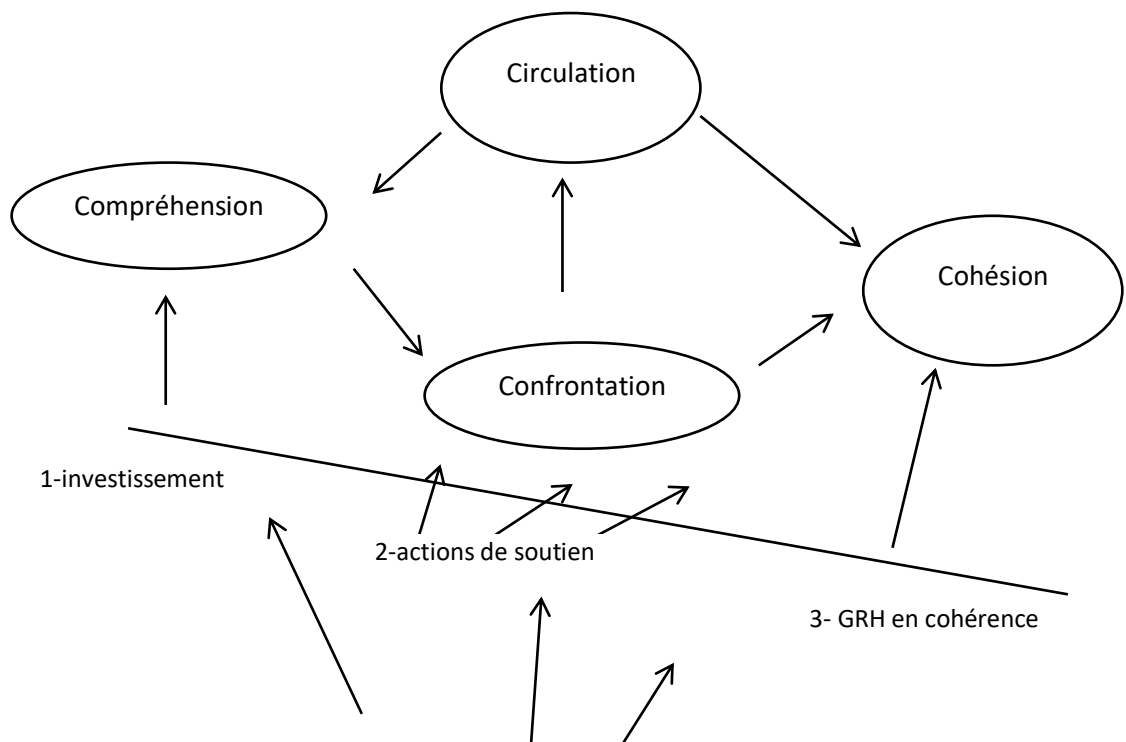 Circulation
Compréhension
Cohésion
Confrontation
1-investissement
2-actions de soutien
3- GRH en cohérence